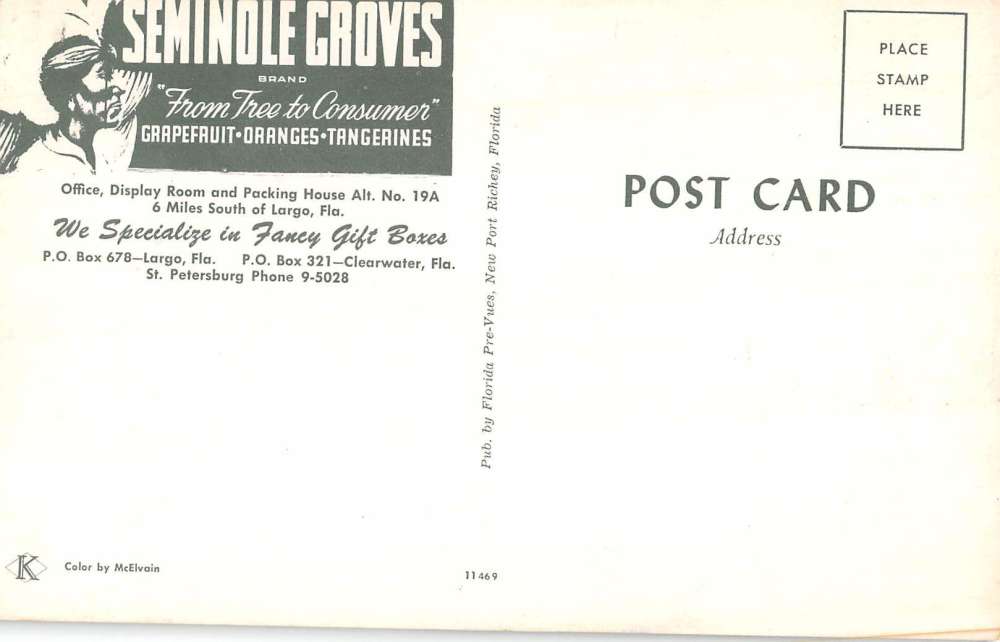 SEMINOLE GROVES
BRAND
"From Tree to Consumer"
GRAPEFRUIT•ORANGES•TANGERINES
Office, Display Room and Packing House Alt. No. 19A
6 Miles South of Largo, Fla.
We Specialize in Fancy Gift Boxes
P.O. Box 678—Largo, Fla. P.O. Box 321—Clearwater, Fla.
St. Petersburg Phone 9-5028
K
Color by McElvain
Pub. by Florida Pre-Vues, New Port Richey, Florida
11469
PLACE
STAMP
HERE
POST CARD
Address